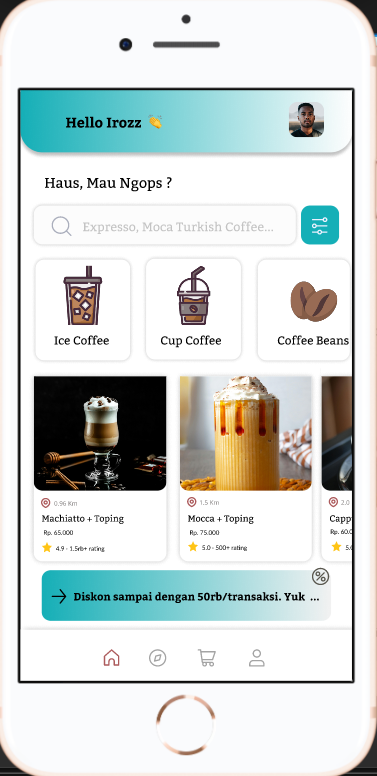 Hello Irozz 👏
Haus, Mau Ngops ?
Expresso, Moca Turkish Coffee...
Ice Coffee
Cup Coffee
Coffee Beans
0.96 Km
1.5 Km
2.0
Machiatto + Toping
Mocca + Toping
Capp
Rp. 65.000
Rp. 75.000
Rp. 60.0
4.9 - 1.5rb+ rating
5.0 - 500+ rating
5.0
Diskon sampai dengan 50rb/transaksi. Yuk ...